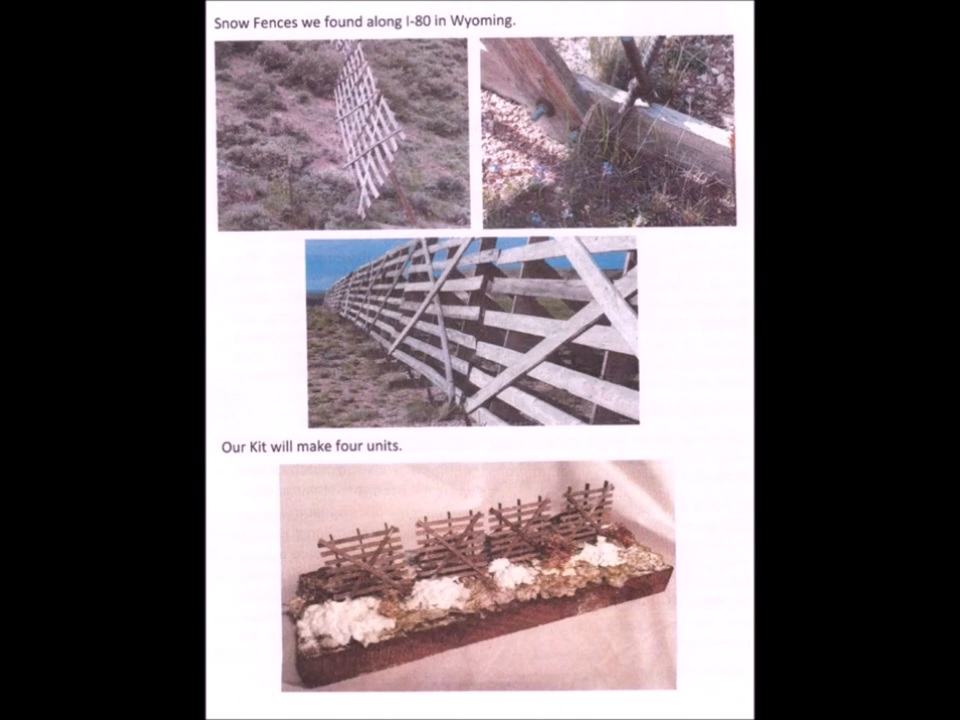 Snow Fences we found along I-80 in Wyoming.
Our Kit will make four units.